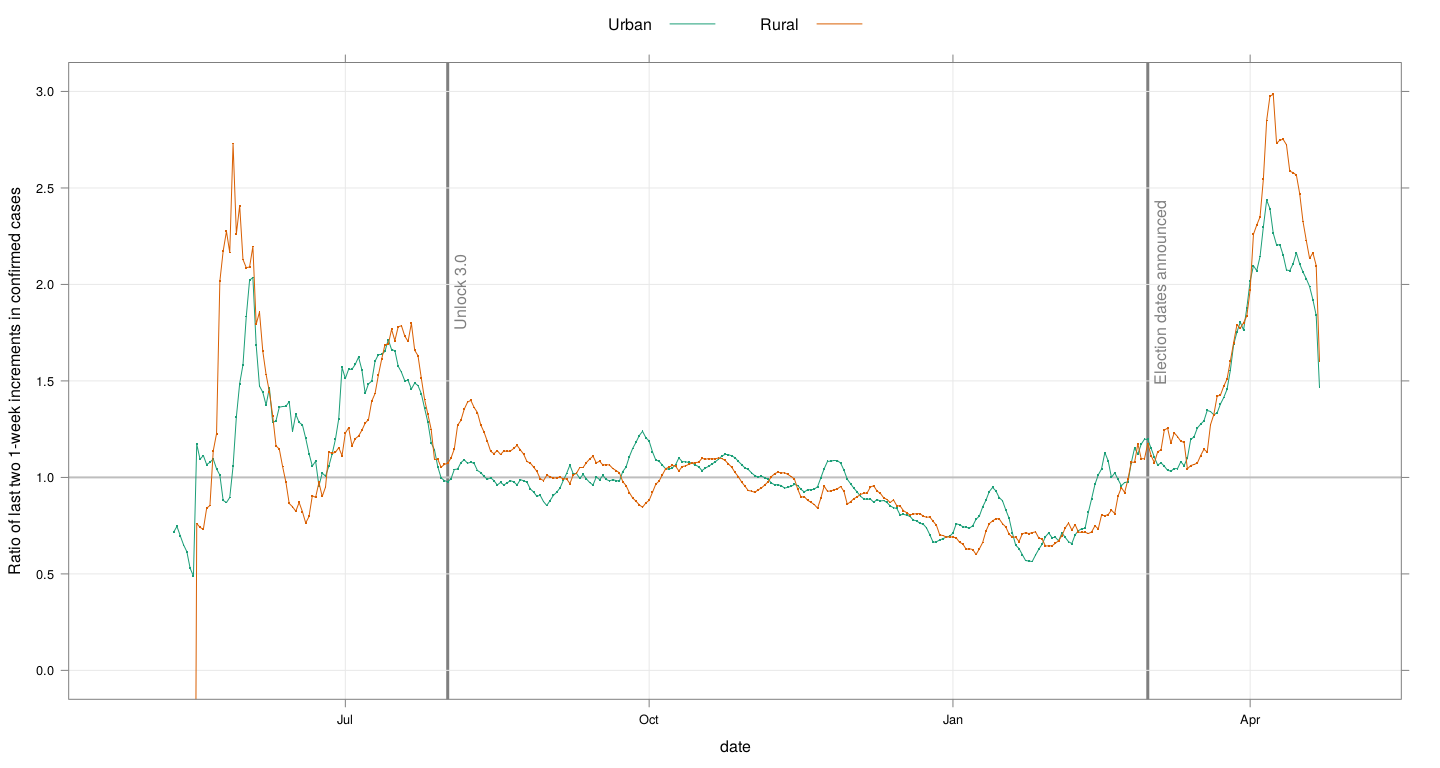 Urban
Rural
Ratio of last two 1-week increments in confirmed cases
3.0
2.5
2.0
1.5
1.0
0.5
0.0
Unlock 3.0
Election dates announced
Jul
Oct
Jan
Apr
date